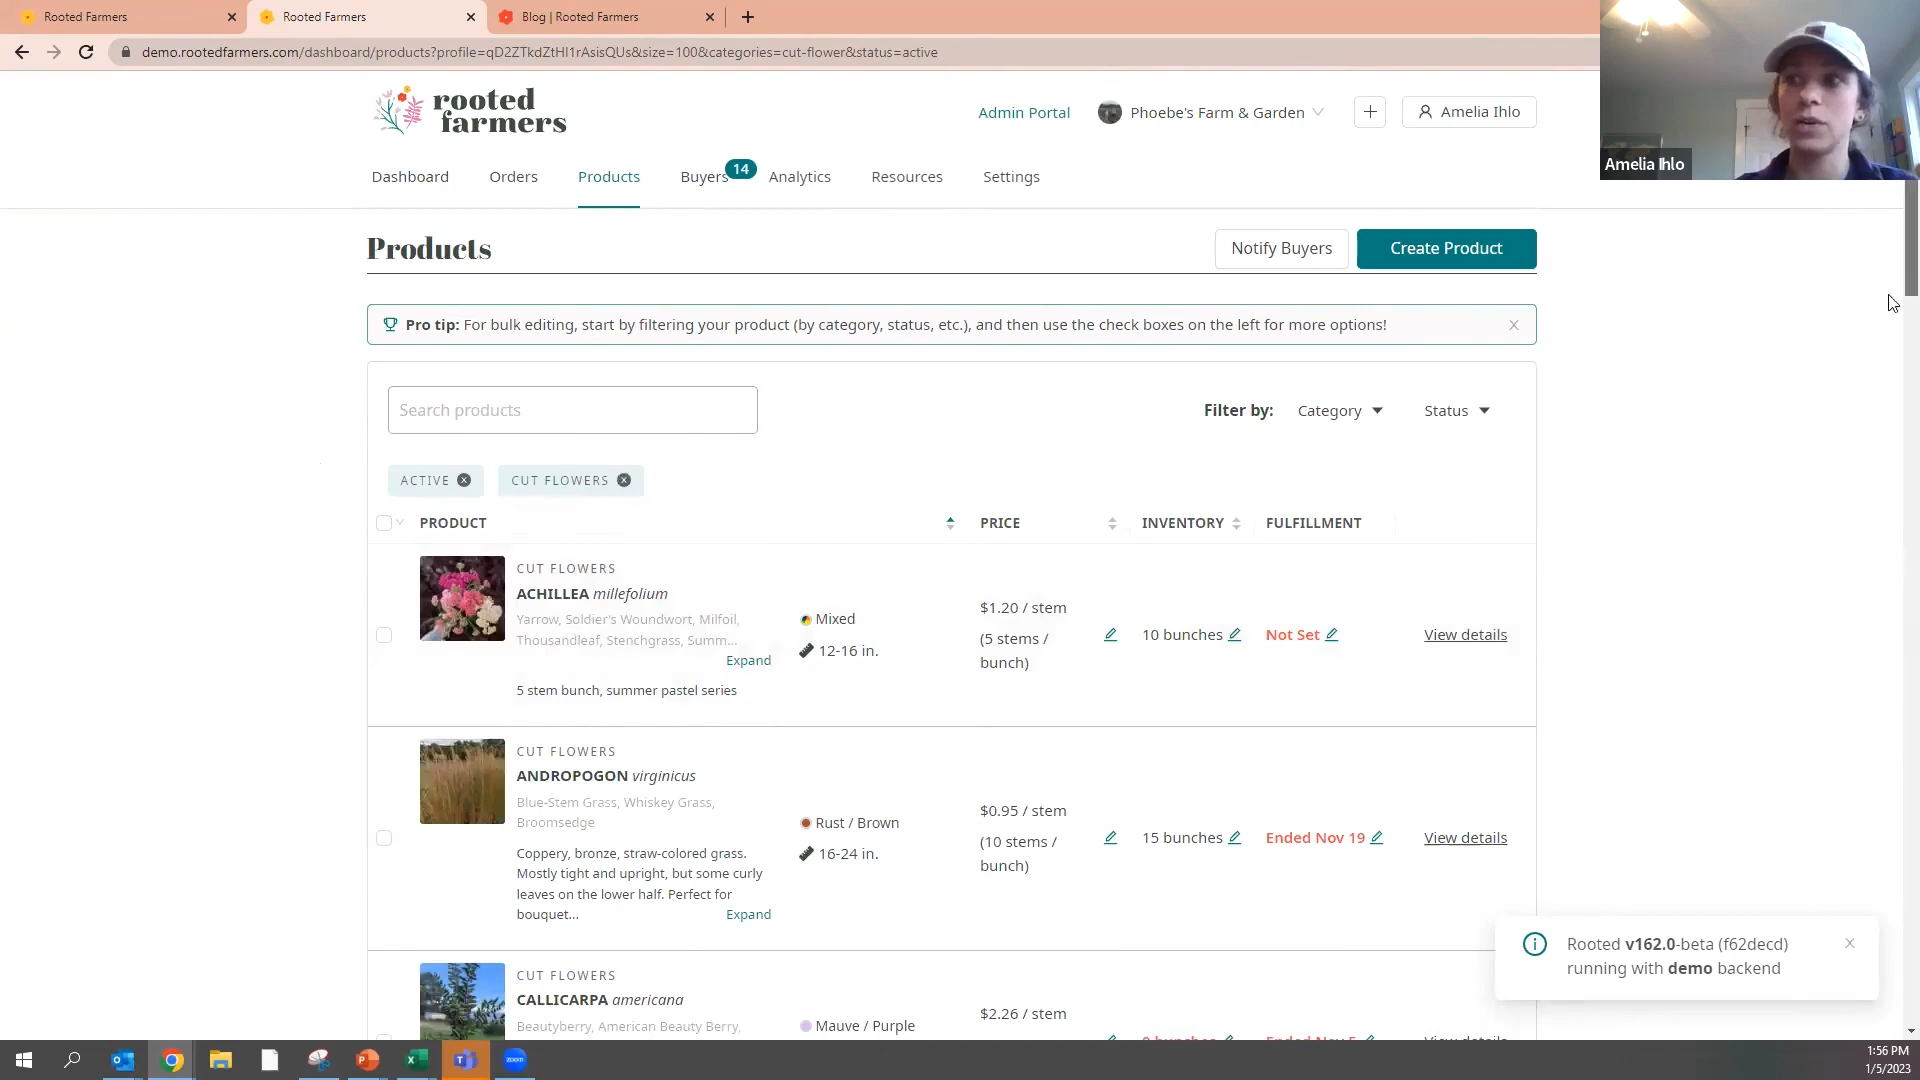 Rooted Farmers
Rooted Farmers
Blog | Rooted Farmers
demo.rootedfarmers.com/dashboard/products?profile=qD2ZTkdZtHI1rAsisQUs&size=100&categories=cut-flower&status=active
rooted
farmers
Admin Portal
Phoebe's Farm & Garden
Amelia Ihlo
Amelia Ihlo
Dashboard
Orders
Products
Buyers
14
Analytics
Resources
Settings
Products
Notify Buyers
Create Product
Pro tip: For bulk editing, start by filtering your product (by category, status, etc.), and then use the check boxes on the left for more options!
Search products
Filter by:
Category
Status
ACTIVE
CUT FLOWERS
PRODUCT
PRICE
INVENTORY
FULFILLMENT
CUT FLOWERS
ACHILLEA millefolium
Yarrow, Soldier's Woundwort, Milfoil,
Thousandleaf, Stenchgrass, Summ...
Expand
5 stem bunch, summer pastel series
Mixed
12-16 in.
$1.20 / stem
(5 stems /
bunch)
10 bunches
Not Set
View details
CUT FLOWERS
ANDROPOGON virginicus
Blue-Stem Grass, Whiskey Grass,
Broomsedge
Coppery, bronze, straw-colored grass.
Mostly tight and upright, but some curly
leaves on the lower half. Perfect for
bouquet...
Expand
Rust / Brown
16-24 in.
$0.95 / stem
(10 stems /
bunch)
15 bunches
Ended Nov 19
View details
CUT FLOWERS
CALLICARPA americana
Beautyberry, American Beauty Berry,
Mauve / Purple
$2.26 / stem
Rooted v162.0-beta (f62decd)
running with demo backend
1:56 PM
1/5/2023